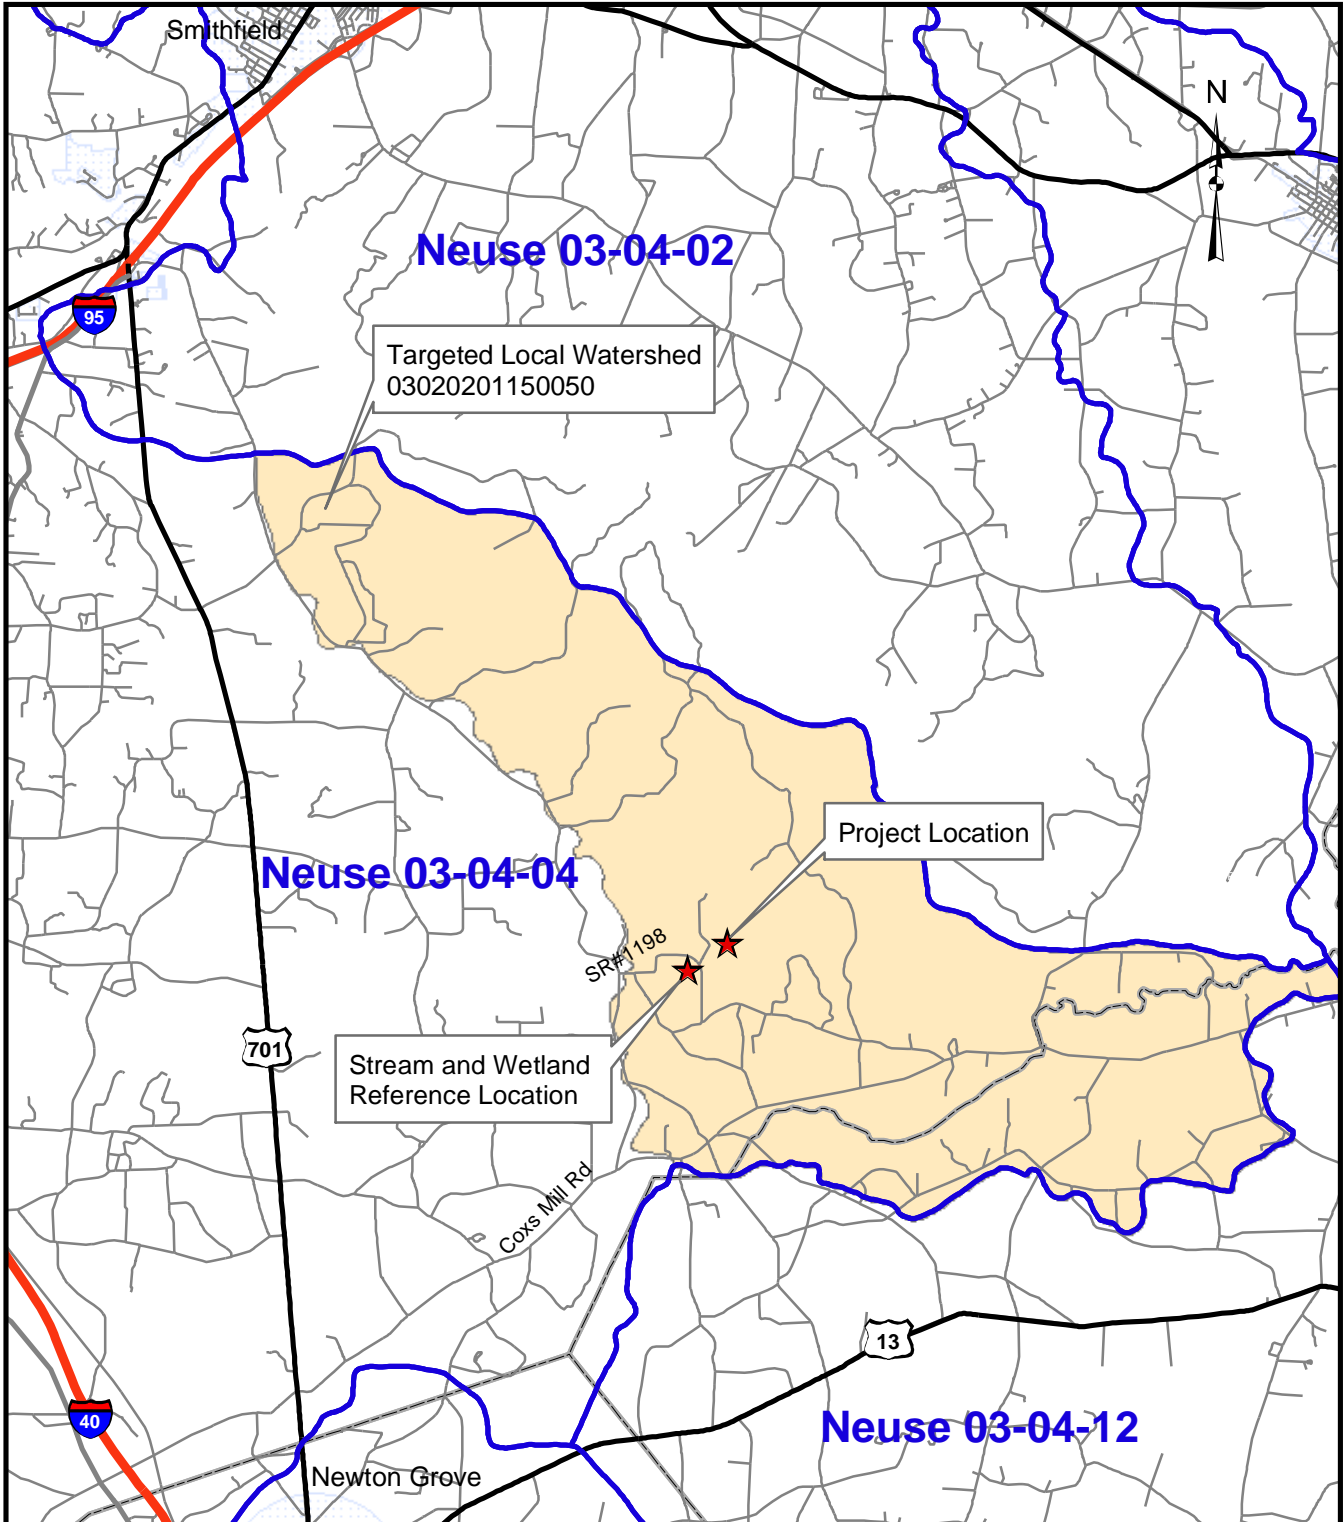 Smithfield
N
Neuse 03-04-02
95
Targeted Local Watershed
03020201150050
Project Location
Neuse 03-04-04
SR#1198
701
Stream and Wetland
Reference Location
Coxs Mill Rd
13
40
Neuse 03-04-12
Newton Grove